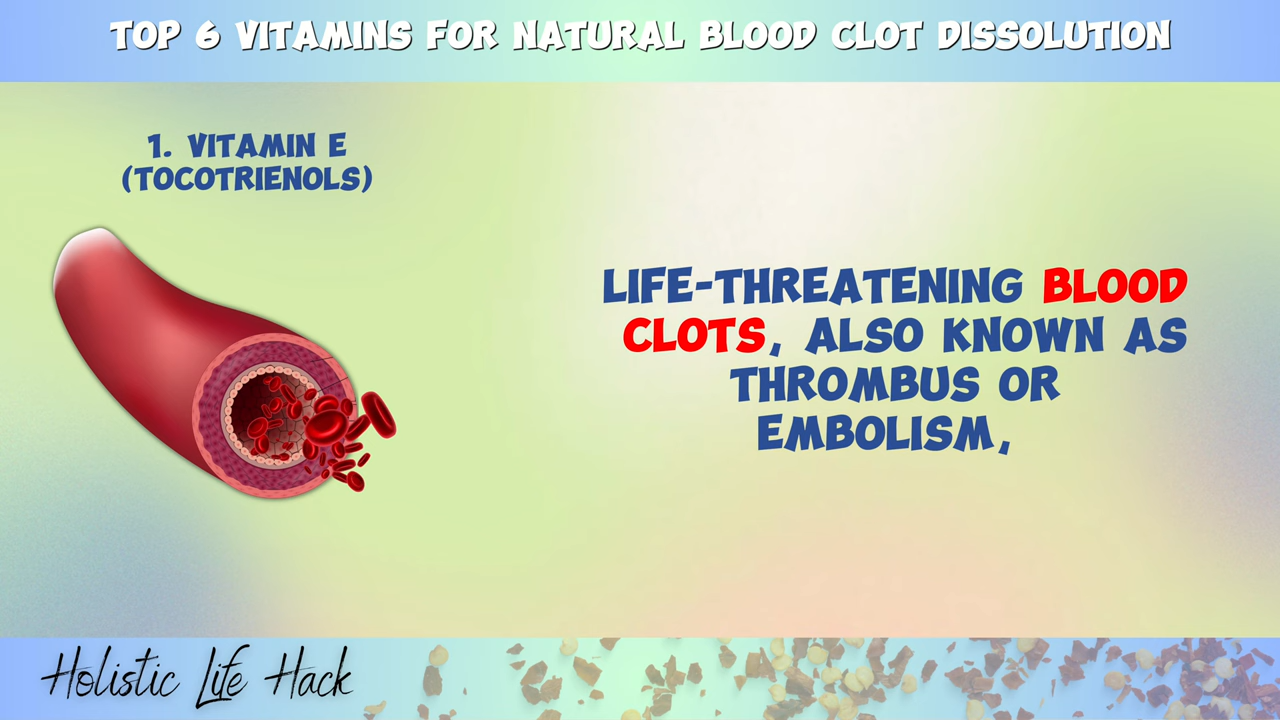 TOP 6 VITAMINS FOR NATURAL BLOOD CLOT DISSOLUTION
1. VITAMIN E
(TOCOTRIENOLS)
LIFE-THREATENING BLOOD
CLOTS, ALSO KNOWN AS
THROMBUS OR
EMBOLISM,
Holistic Life Hack